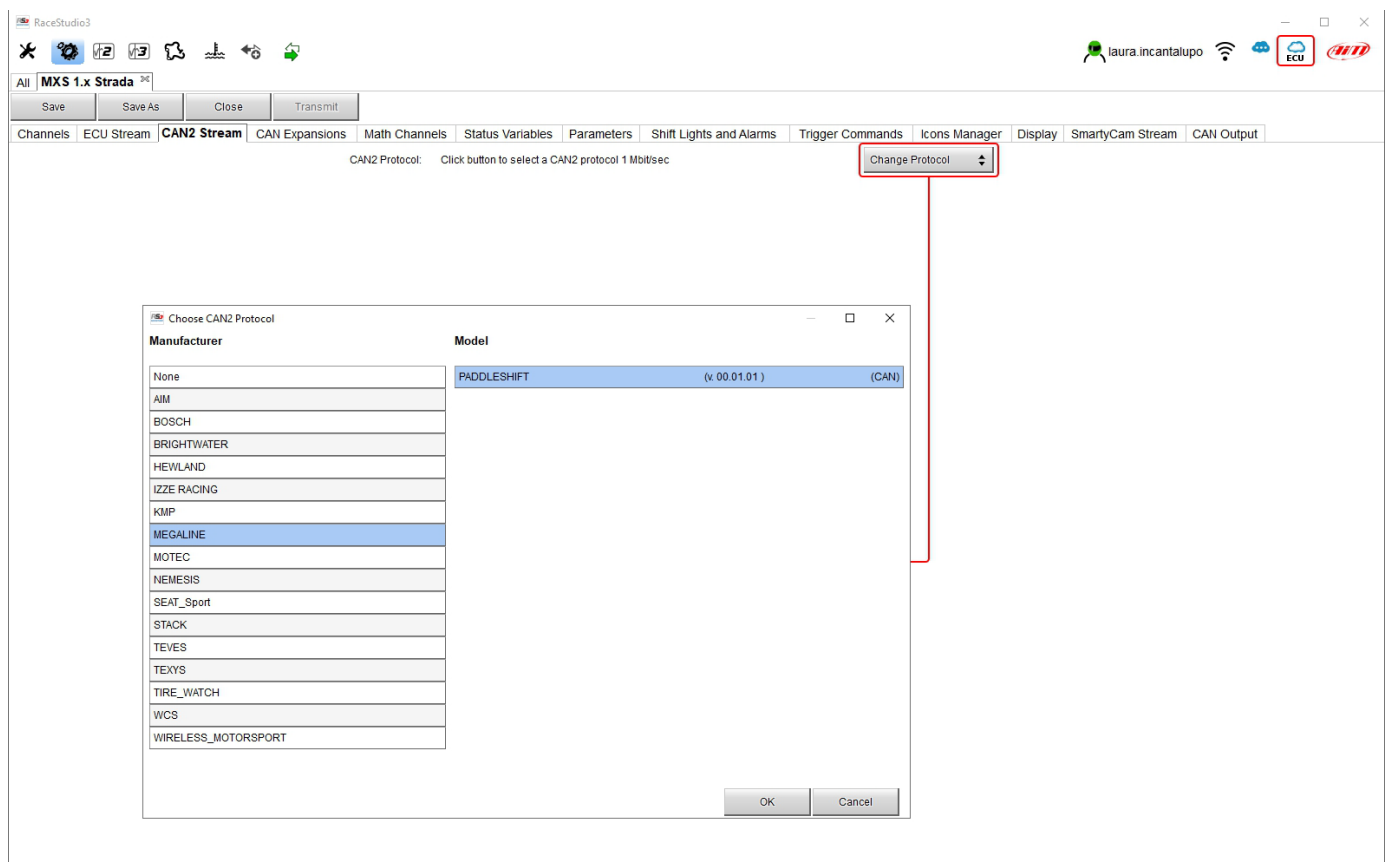 RS3 RaceStudio3
laura.incantalupo ECU AiM
All MXS 1.x Strada
Save Save As Close Transmit
Channels ECU Stream CAN2 Stream CAN Expansions Math Channels Status Variables Parameters Shift Lights and Alarms Trigger Commands Icons Manager Display SmartyCam Stream CAN Output
CAN2 Protocol: Click button to select a CAN2 protocol 1 Mbit/sec Change Protocol
RS3 Choose CAN2 Protocol
Manufacturer Model
None PADDLESHIFT (v. 00.01.01 ) (CAN)
AIM
BOSCH
BRIGHTWATER
HEWLAND
IZZE RACING
KMP
MEGALINE
MOTEC
NEMESIS
SEAT_Sport
STACK
TEVES
TEXYS
TIRE_WATCH
WCS
WIRELESS_MOTORSPORT
OK Cancel